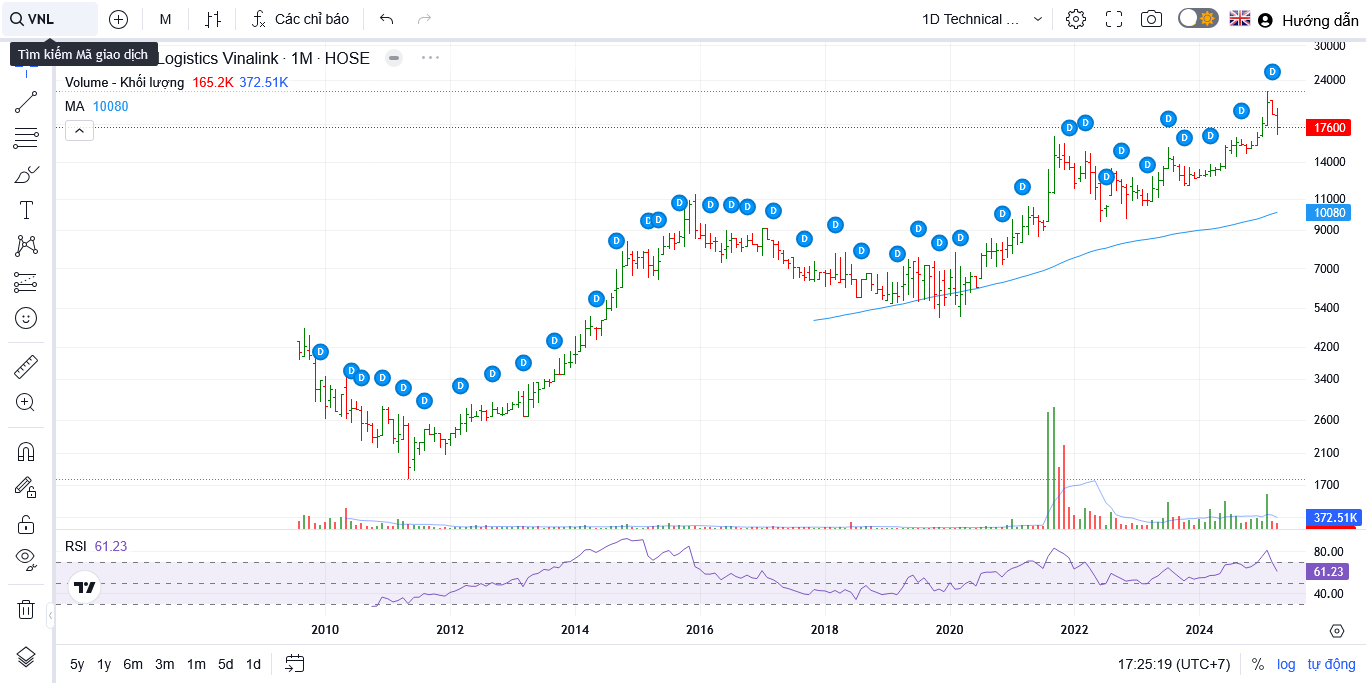 VNL M Các chỉ báo 1D Technical ... Hướng dẫn
Tìm kiếm Mã giao dịch
Logistics Vinalink · 1M · HOSE
Volume - Khối lượng 165.2K 372.51K
MA 10080
D D D D D D D D D D D D D D D D D D D D D D D D D D D D D D D D D D D D D D D
30000
24000
17600
14000
11000
10080
9000
7000
5400
4200
3400
2600
2100
1700
372.51K
RSI 61.23
80.00
61.23
40.00
2010 2012 2014 2016 2018 2020 2022 2024
5y 1y 6m 3m 1m 5d 1d 17:25:19 (UTC+7) % log tự động